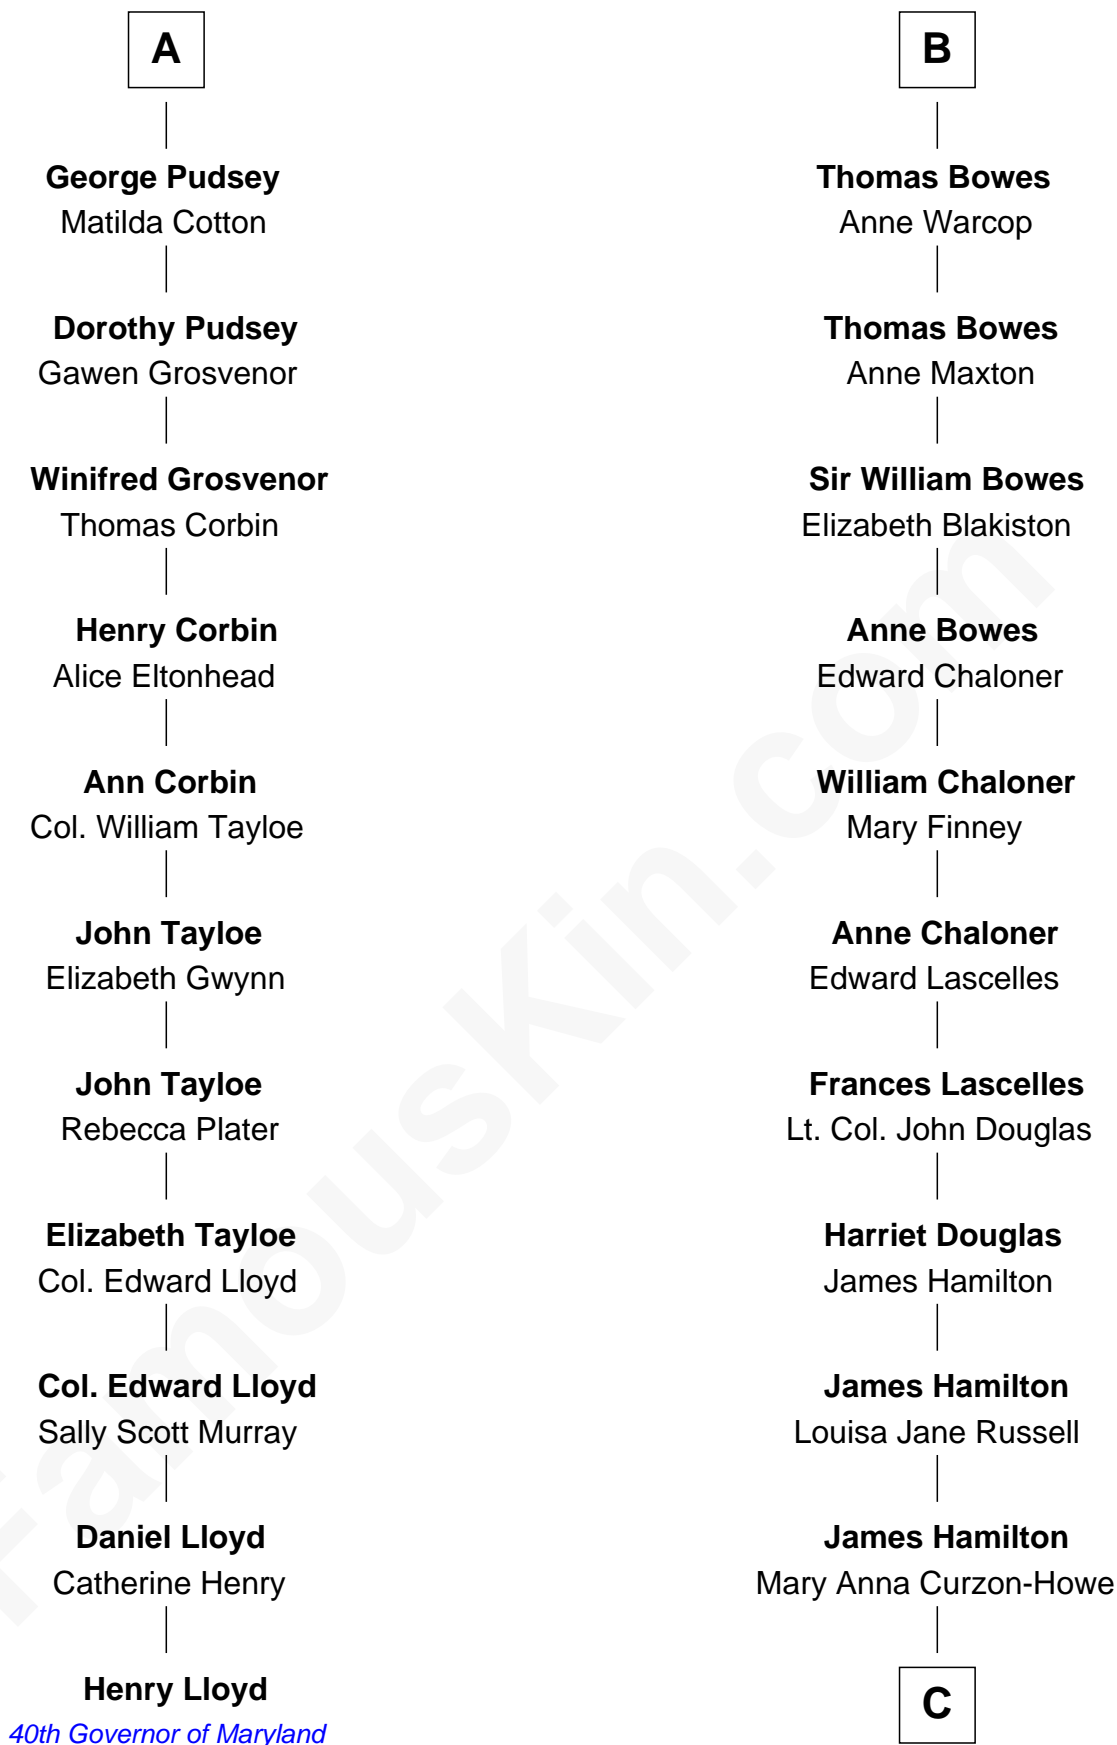 A
George Pudsey
Matilda Cotton
Dorothy Pudsey
Gawen Grosvenor
Winifred Grosvenor
Thomas Corbin
Henry Corbin
Alice Eltonhead
Ann Corbin
Col. William Tayloe
John Tayloe
Elizabeth Gwynn
John Tayloe
Rebecca Plater
Elizabeth Tayloe
Col. Edward Lloyd
Col. Edward Lloyd
Sally Scott Murray
Daniel Lloyd
Catherine Henry
Henry Lloyd
40th Governor of Maryland
B
Thomas Bowes
Anne Warcop
Thomas Bowes
Anne Maxton
Sir William Bowes
Elizabeth Blakiston
Anne Bowes
Edward Chaloner
William Chaloner
Mary Finney
Anne Chaloner
Edward Lascelles
Frances Lascelles
Lt. Col. John Douglas
Harriet Douglas
James Hamilton
James Hamilton
Louisa Jane Russell
James Hamilton
Mary Anna Curzon-Howe
C
FamousKin.com